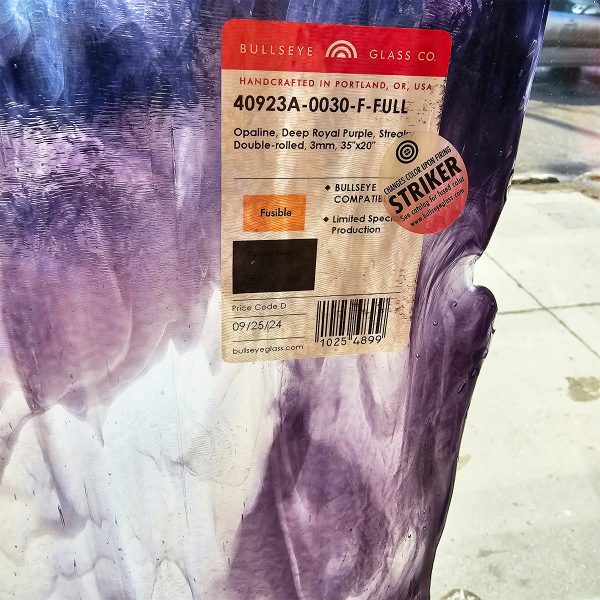 BULLSEYE GLASS CO.
HANDCRAFTED IN PORTLAND, OR, USA
40923A-0030-F-FULL
Opaline, Deep Royal Purple, Streaky
Double-rolled, 3mm, 35"x20"
CHANGES COLOR UPON FIRING
STRIKER
See catalog for fused color
www.bullseyeglass.com
◆ BULLSEYE
COMPATIB
◆ Limited Speci
Production
Fusible
Price Code D
09/25/24
1025 4899
bullseyeglass.com